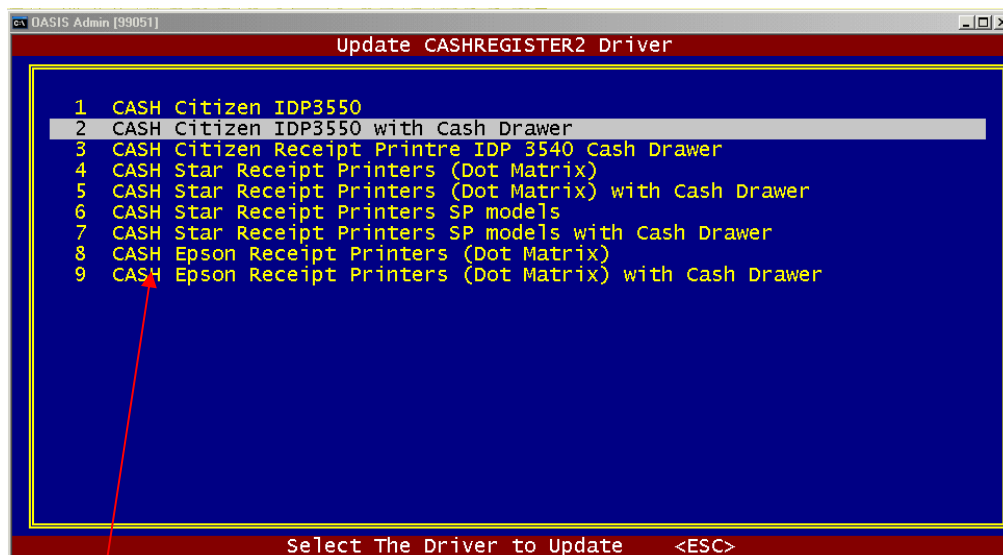 OASIS Admin [99051]
Update CASHREGISTER2 Driver
1 CASH Citizen IDP3550
2 CASH Citizen IDP3550 with Cash Drawer
3 CASH Citizen Receipt Printre IDP 3540 Cash Drawer
4 CASH Star Receipt Printers (Dot Matrix)
5 CASH Star Receipt Printers (Dot Matrix) with Cash Drawer
6 CASH Star Receipt Printers SP models
7 CASH Star Receipt Printers SP models with Cash Drawer
8 CASH Epson Receipt Printers (Dot Matrix)
9 CASH Epson Receipt Printers (Dot Matrix) with Cash Drawer
Select The Driver to Update <ESC>